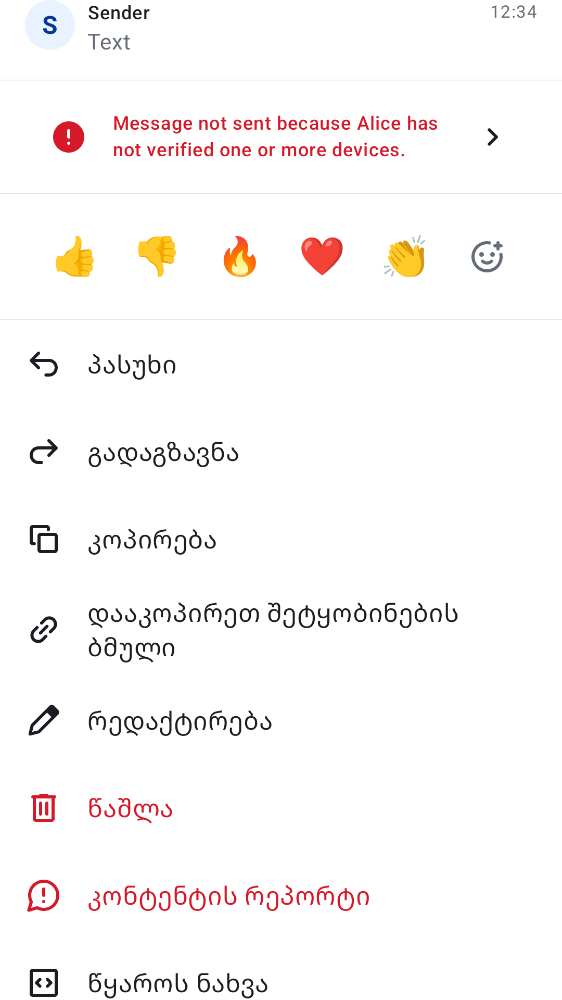 S
Sender
12:34
Text
Message not sent because Alice has
not verified one or more devices.
პასუხი
გადაგზავნა
კოპირება
დააკოპირეთ შეტყობინების
ბმული
რედაქტირება
წაშლა
კონტენტის რეპორტი
წყაროს ნახვა